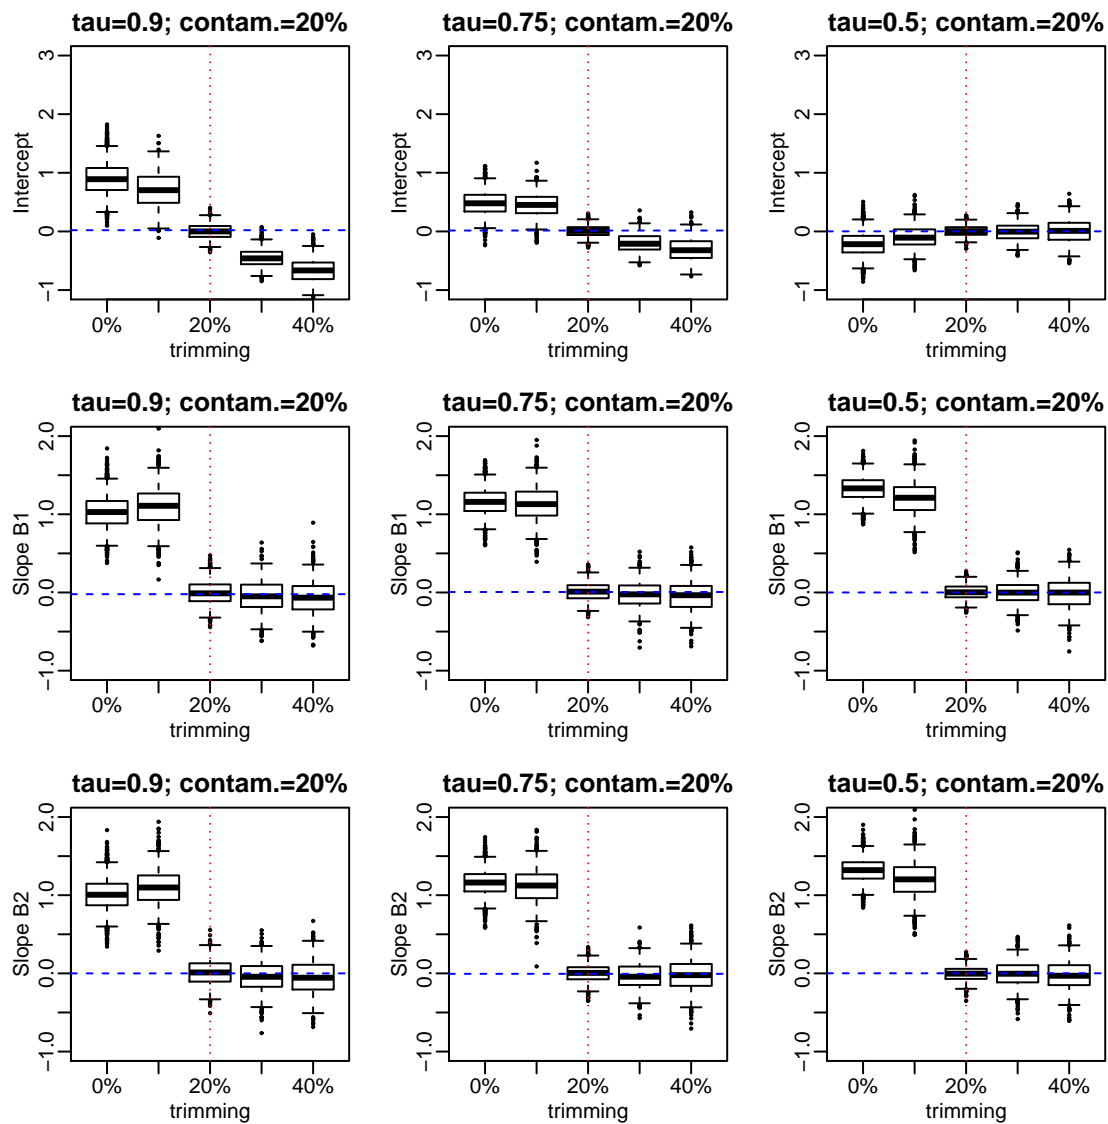 tau=0.9; contam.=20%
tau=0.75; contam.=20%
tau=0.5; contam.=20%
Intercept
3
2
1
0
−1
0%
20%
40%
trimming
Intercept
3
2
1
0
−1
0%
20%
40%
trimming
Intercept
3
2
1
0
−1
0%
20%
40%
trimming
tau=0.9; contam.=20%
tau=0.75; contam.=20%
tau=0.5; contam.=20%
Slope B1
2.0
1.0
0.0
−1.0
0%
20%
40%
trimming
Slope B1
2.0
1.0
0.0
−1.0
0%
20%
40%
trimming
Slope B1
2.0
1.0
0.0
−1.0
0%
20%
40%
trimming
tau=0.9; contam.=20%
tau=0.75; contam.=20%
tau=0.5; contam.=20%
Slope B2
2.0
1.0
0.0
−1.0
0%
20%
40%
trimming
Slope B2
2.0
1.0
0.0
−1.0
0%
20%
40%
trimming
Slope B2
2.0
1.0
0.0
−1.0
0%
20%
40%
trimming